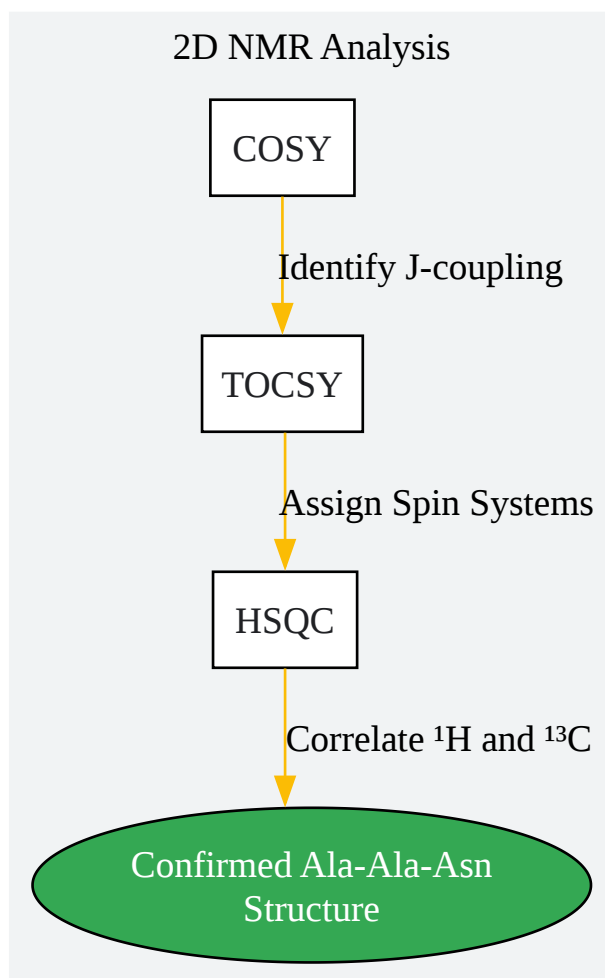 2D NMR Analysis
COSY
Identify J-coupling
TOCSY
Assign Spin Systems
HSQC
Correlate ¹H and ¹³C
Confirmed Ala-Ala-Asn
Structure